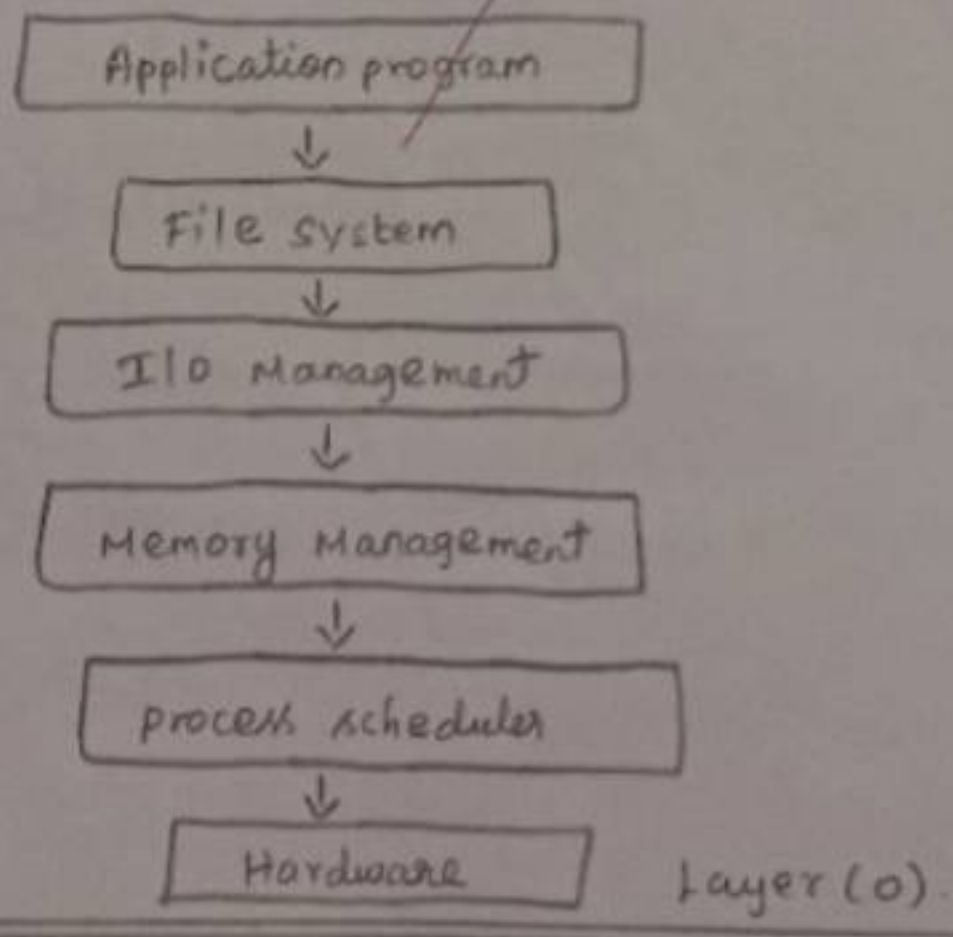 Application program
File system
I/O Management
Memory Management
process scheduler
Hardware Layer (0).